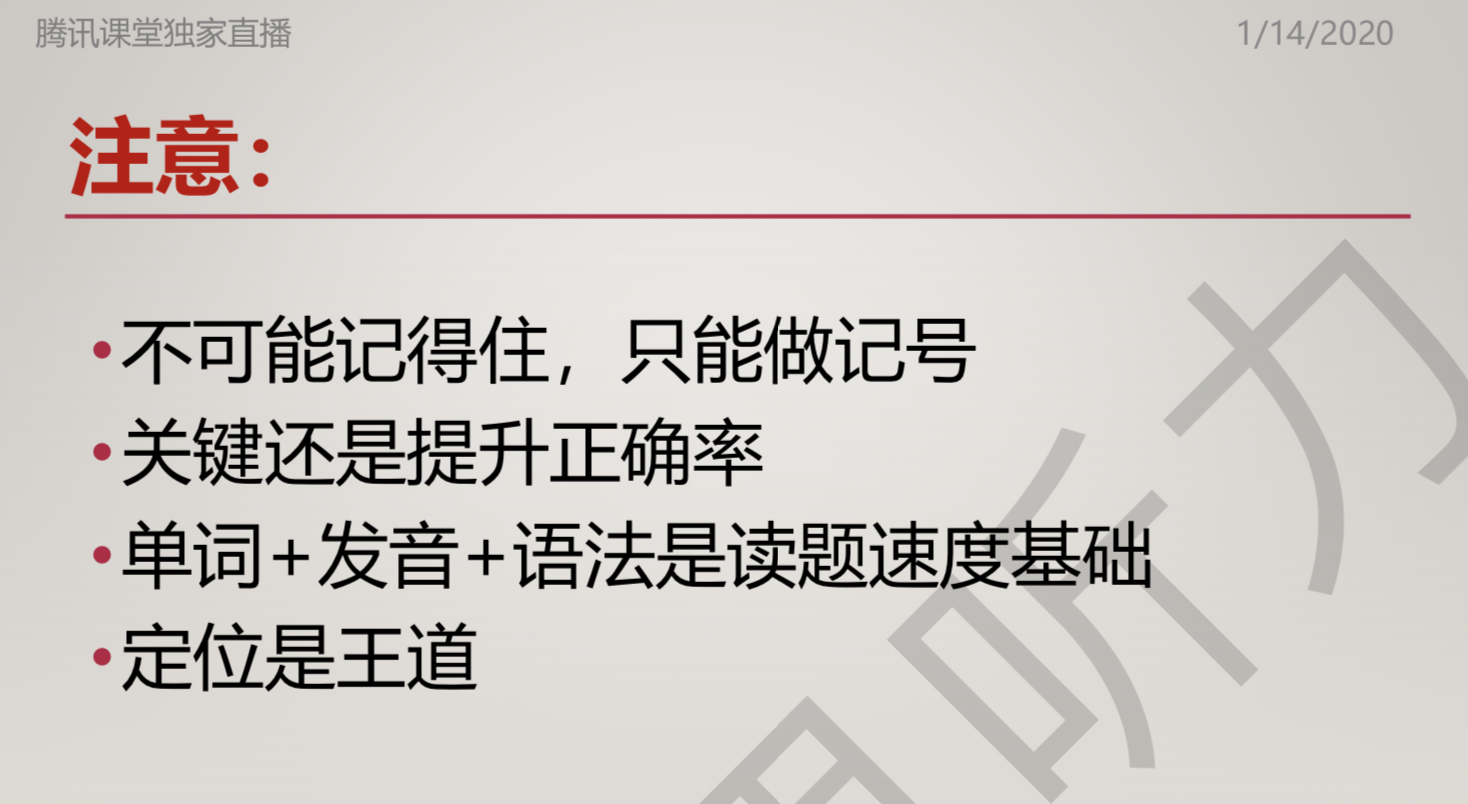 腾讯课堂独家直播
1/14/2020
注意：
•不可能记得住，只能做记号
•关键还是提升正确率
•单词+发音+语法是读题速度基础
•定位是王道
听力